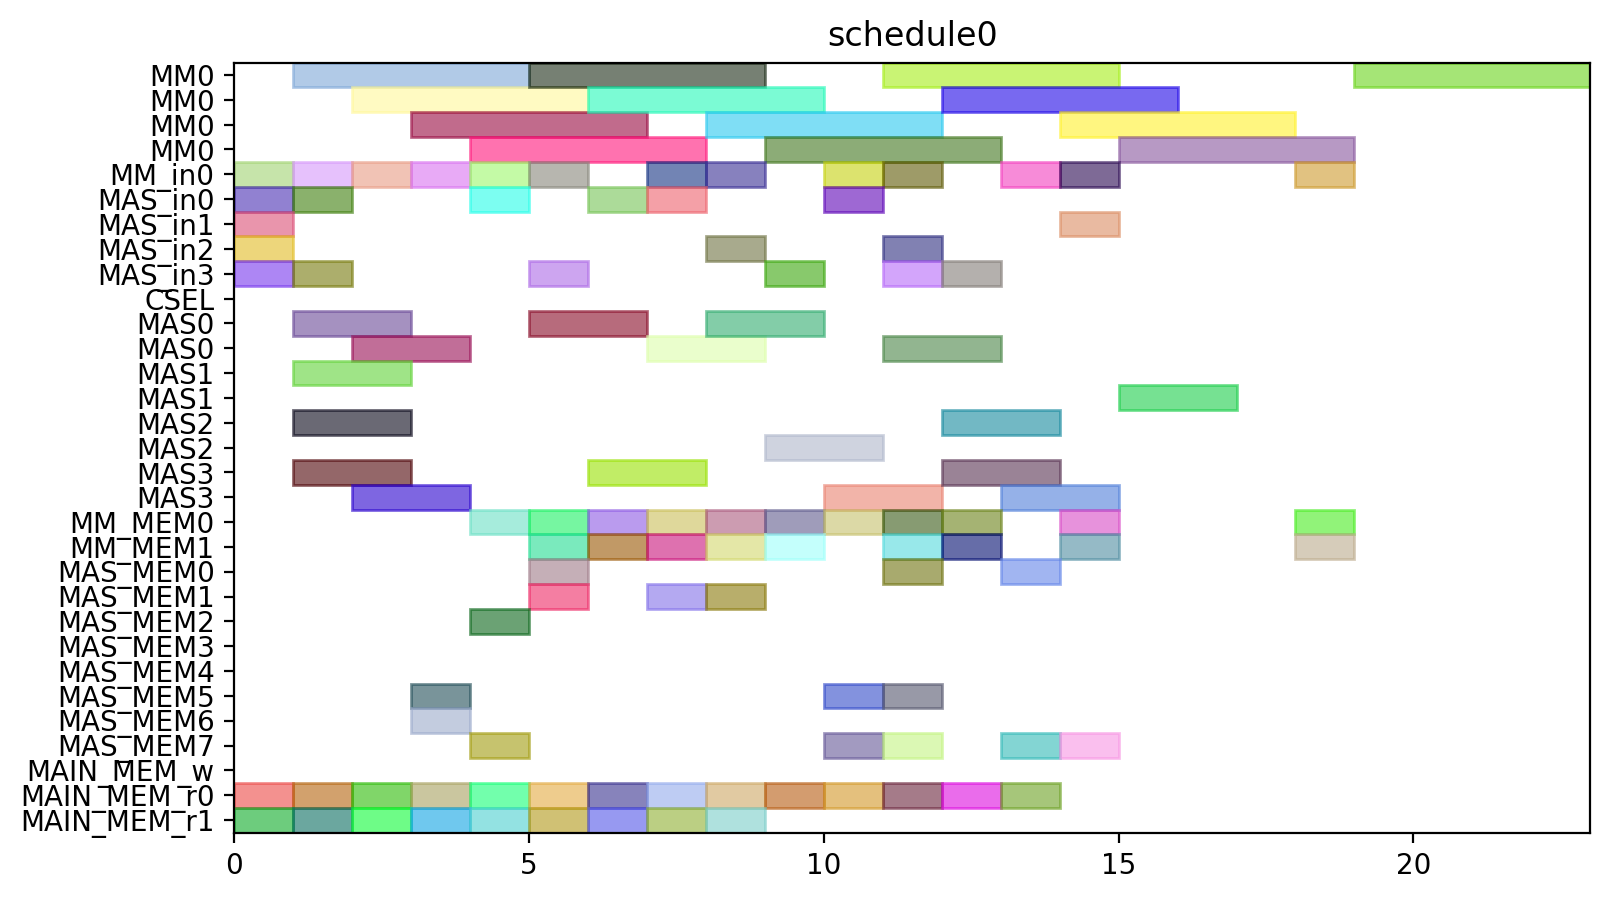 schedule0
MM0
MM0
MM0
MM0
MM_in0
MAS_in0
MAS_in1
MAS_in2
MAS_in3
CSEL
MAS0
MAS0
MAS1
MAS1
MAS2
MAS2
MAS3
MAS3
MM_MEM0
MM_MEM1
MAS_MEM0
MAS_MEM1
MAS_MEM2
MAS_MEM3
MAS_MEM4
MAS_MEM5
MAS_MEM6
MAS_MEM7
MAIN_MEM_w
MAIN_MEM_r0
MAIN_MEM_r1
0 5 10 15 20